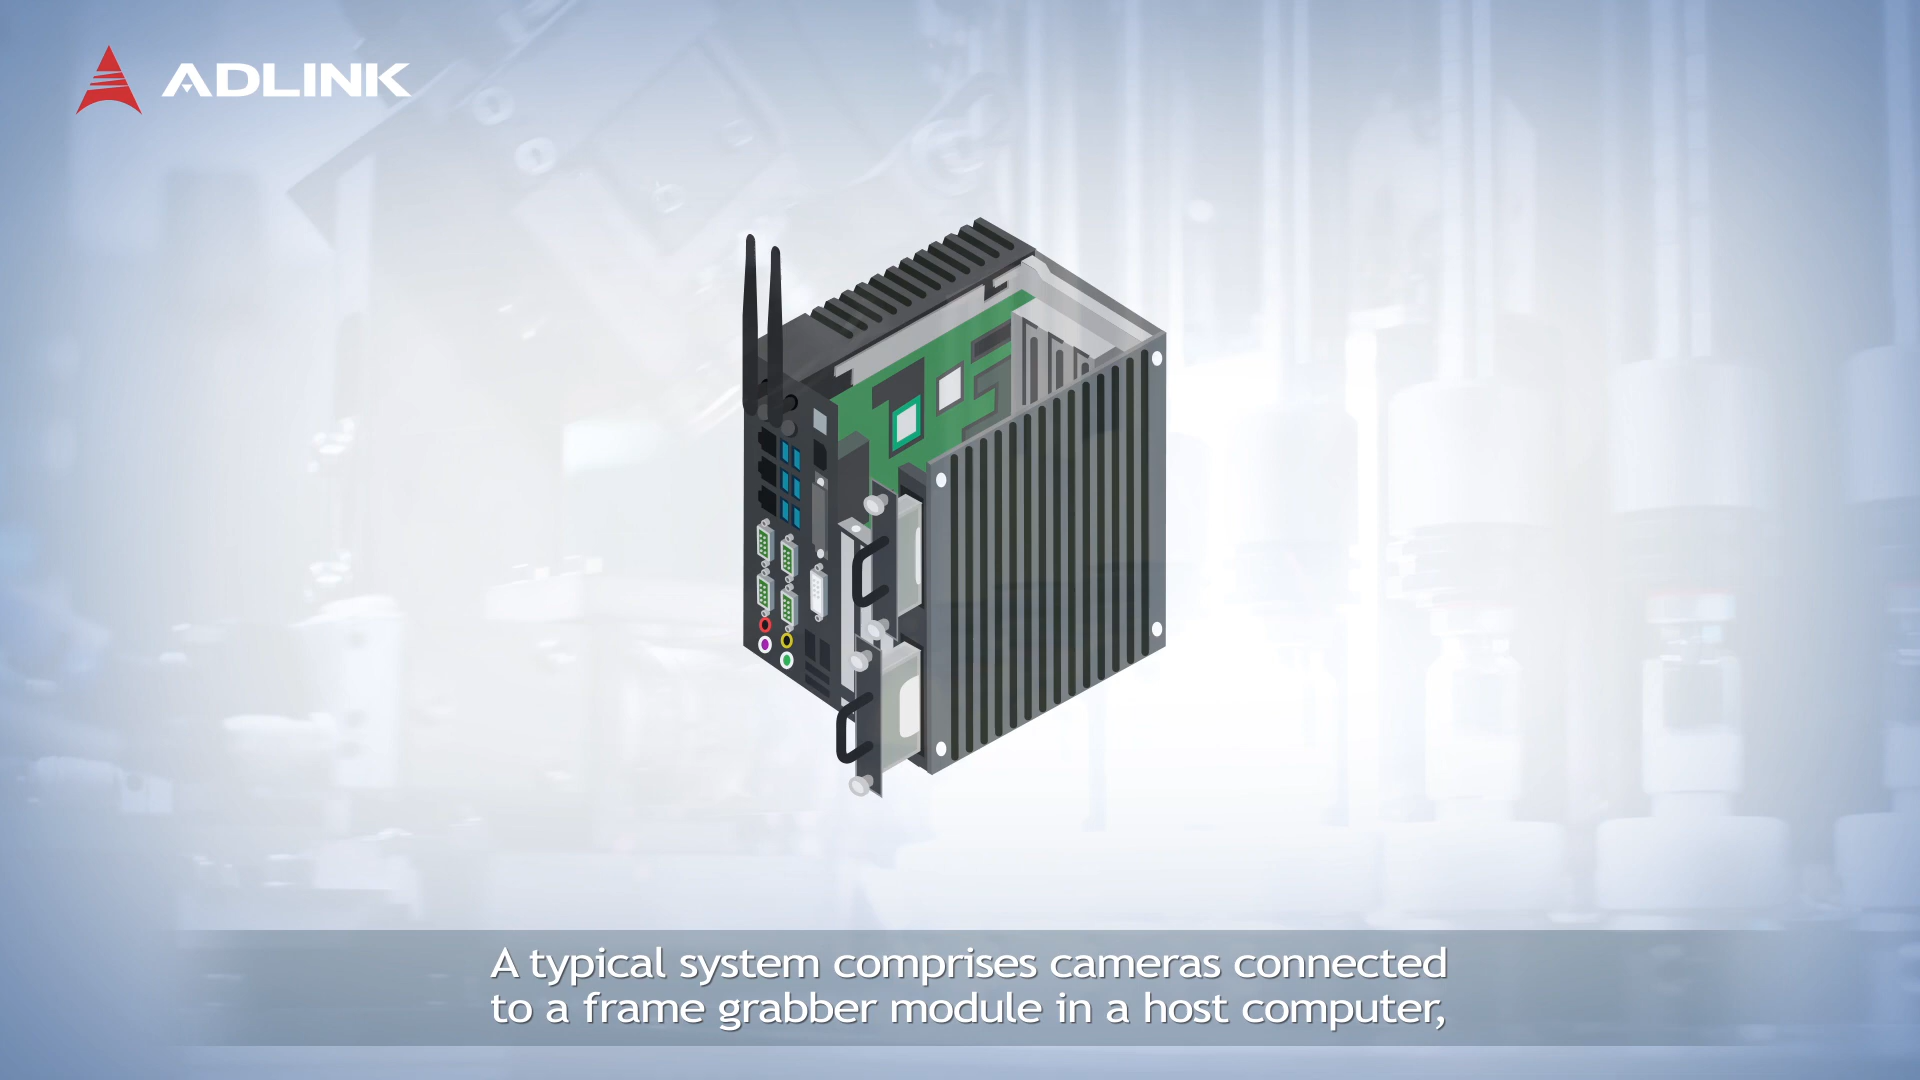 ADLINK
A typical system comprises cameras connected
to a frame grabber module in a host computer,